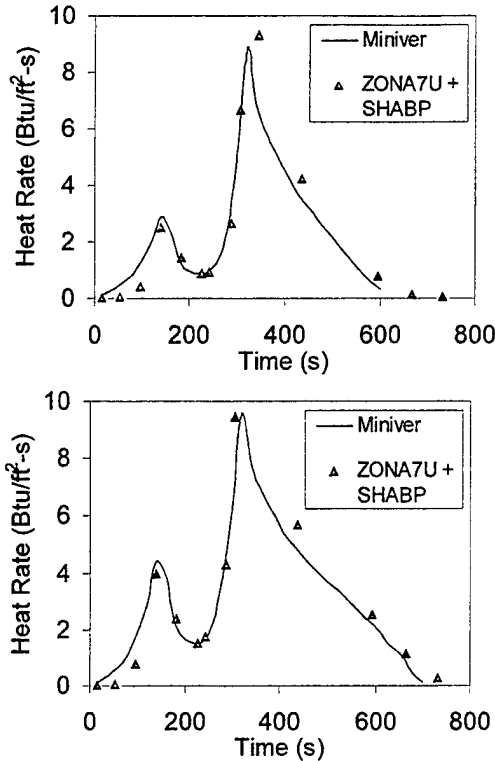 10
8
6
4
2
0
Heat Rate (Btu/ft²-s)
Miniver
ZONA7U +
SHABP
0 200 400 600 800
Time (s)
10
8
6
4
2
0
Heat Rate (Btu/ft²-s)
Miniver
ZONA7U +
SHABP
0 200 400 600 800
Time (s)